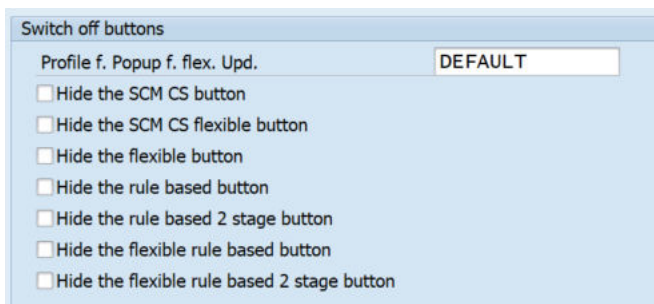 Switch off buttons
Profile f. Popup f. flex. Upd. DEFAULT
Hide the SCM CS button
Hide the SCM CS flexible button
Hide the flexible button
Hide the rule based button
Hide the rule based 2 stage button
Hide the flexible rule based button
Hide the flexible rule based 2 stage button